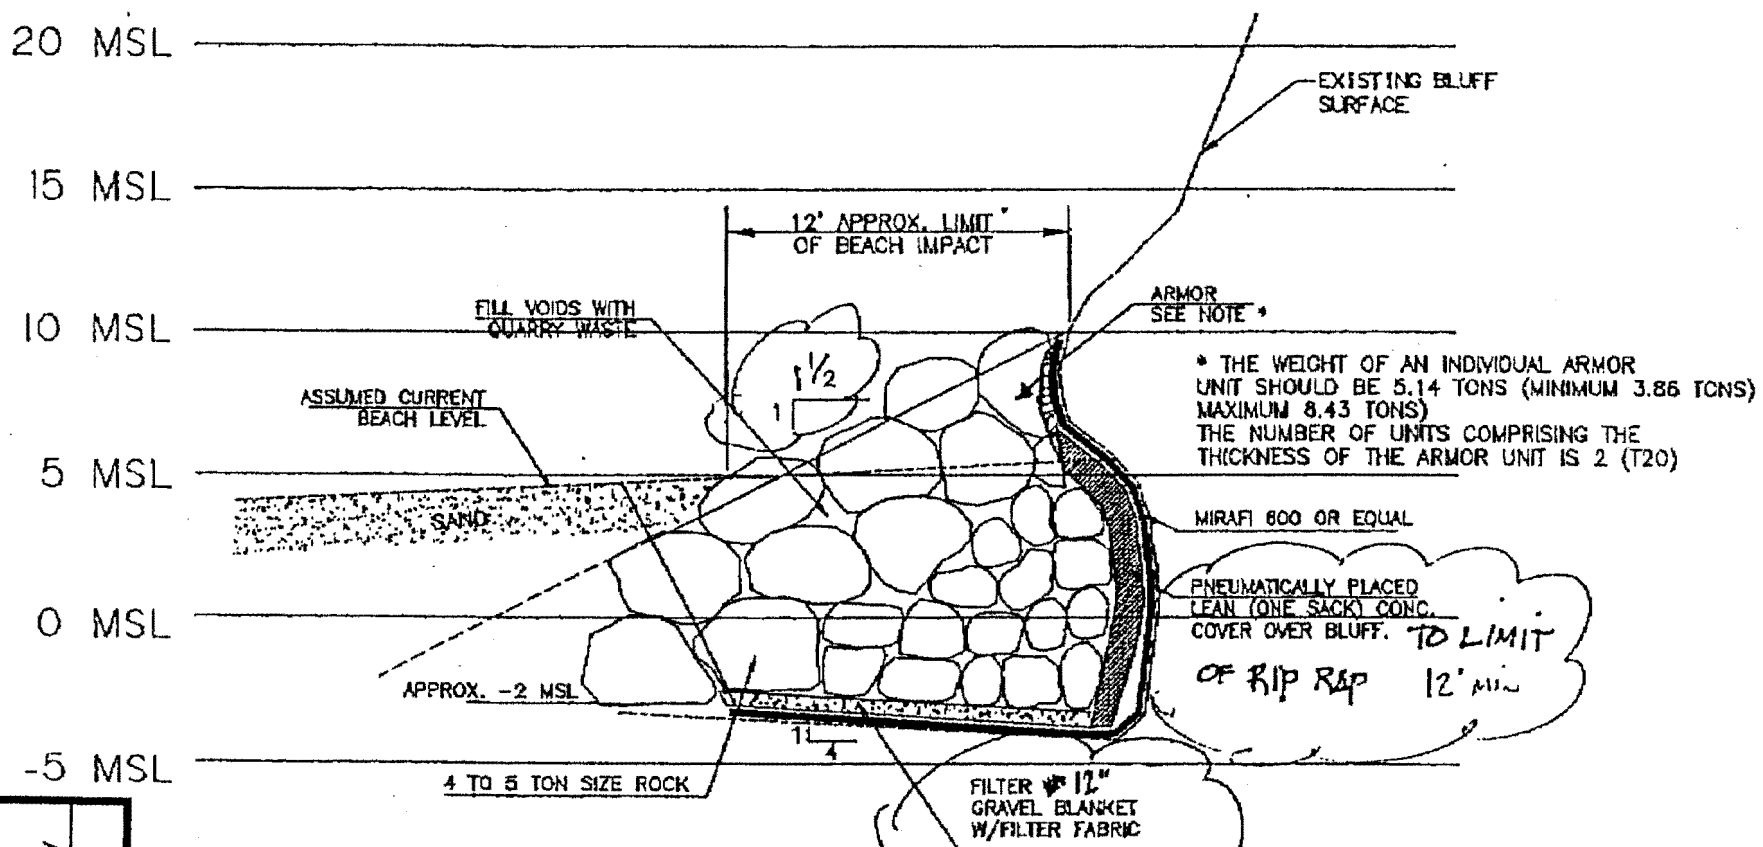 20 MSL
EXISTING BLUFF
SURFACE
15 MSL
12' APPROX. LIMIT
OF BEACH IMPACT
FILL VOIDS WITH
QUARRY WASTE
ARMOR
SEE NOTE *
10 MSL
1 1/2
1
* THE WEIGHT OF AN INDIVIDUAL ARMOR
UNIT SHOULD BE 5.14 TONS (MINIMUM 3.86 TONS)
MAXIMUM 8.43 TONS)
THE NUMBER OF UNITS COMPRISING THE
THICKNESS OF THE ARMOR UNIT IS 2 (T20)
ASSUMED CURRENT
BEACH LEVEL
5 MSL
SAND
MIRAFI 600 OR EQUAL
PNEUMATICALLY PLACED
LEAN (ONE SACK) CONC.
COVER OVER BLUFF. TO LIMIT
OF RIP RAP 12' MIN
0 MSL
APPROX. -2 MSL
1
4
-5 MSL
4 TO 5 TON SIZE ROCK
FILTER 12"
GRAVEL BLANKET
W/FILTER FABRIC